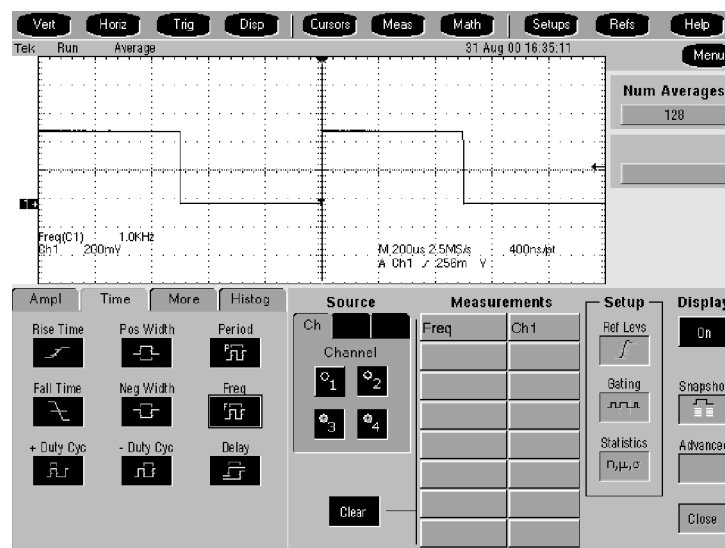 Vert Horiz Trig Disp Cursors Meas Math Setups Refs Help
Tek Run Average 31 Aug 00 16:35:11
Menu
Num Averages
128
1
Freq(C1) 1.0KHz
Ch1 200mV M 200us 2.5MS/s 400ns/pt
A Ch1 256m V
Ampl Time More Histog
Rise Time Pos Width Period
Fall Time Neg Width Freq
+ Duty Cyc - Duty Cyc Delay
Source
Ch
Channel
1 2
3 4
Clear
Measurements
Freq Ch1
Setup
Ref Levs
Gating
Statistics
n,μ,σ
Display
On
Snapsho
Advanced
Close